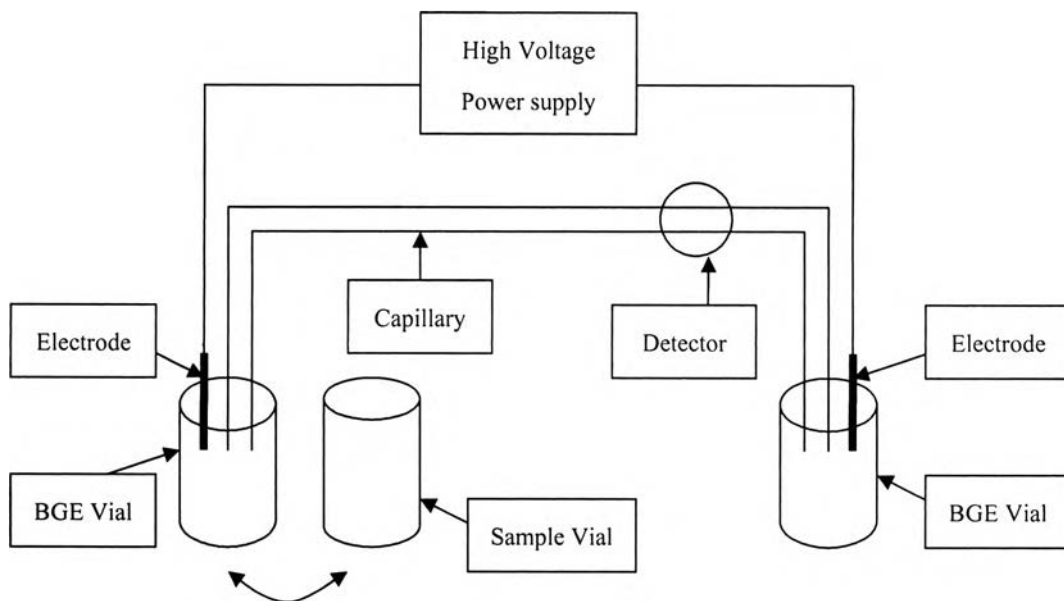 High Voltage
Power supply
Capillary
Detector
Electrode
Electrode
BGE Vial
Sample Vial
BGE Vial